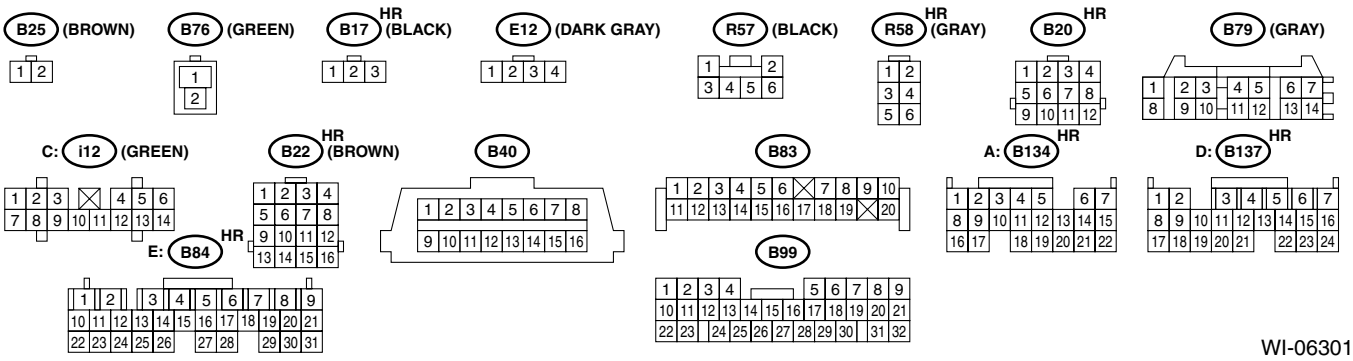 B25 (BROWN)
1 2
B76 (GREEN)
1
2
B17 HR (BLACK)
1 2 3
E12 (DARK GRAY)
1 2 3 4
R57 (BLACK)
1 2
3 4 5 6
R58 HR (GRAY)
1 2
3 4
5 6
B20 HR
1 2 3 4
5 6 7 8
9 10 11 12
B79 (GRAY)
1 2 3 4 5 6 7
8 9 10 11 12 13 14
C: i12 (GREEN)
1 2 3 4 5 6
7 8 9 10 11 12 13 14
B22 HR (BROWN)
1 2 3 4
5 6 7 8
9 10 11 12
13 14 15 16
B40
1 2 3 4 5 6 7 8
9 10 11 12 13 14 15 16
B83
1 2 3 4 5 6 7 8 9 10
11 12 13 14 15 16 17 18 19 20
A: B134 HR
1 2 3 4 5 6 7
8 9 10 11 12 13 14 15
16 17 18 19 20 21 22
D: B137 HR
1 2 3 4 5 6 7
8 9 10 11 12 13 14 15 16
17 18 19 20 21 22 23 24
E: B84 HR
1 2 3 4 5 6 7 8 9
10 11 12 13 14 15 16 17 18 19 20 21
22 23 24 25 26 27 28 29 30 31
B99
1 2 3 4 5 6 7 8 9
10 11 12 13 14 15 16 17 18 19 20 21
22 23 24 25 26 27 28 29 30 31 32
WI-06301